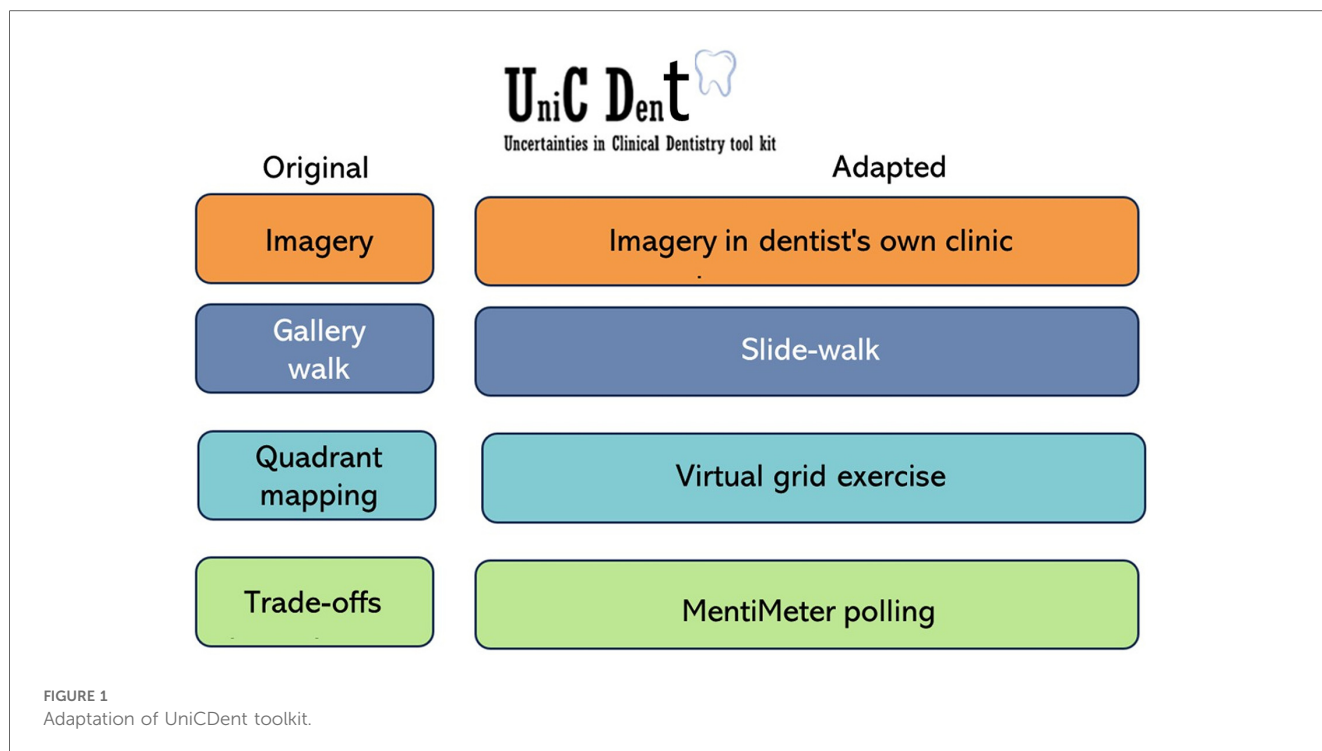 UniC Dent
Uncertainties in Clinical Dentistry tool kit
Original
Adapted
Imagery
Imagery in dentist's own clinic
Gallery
walk
Slide-walk
Quadrant
mapping
Virtual grid exercise
Trade-offs
MentiMeter polling
FIGURE 1
Adaptation of UniCDent toolkit.